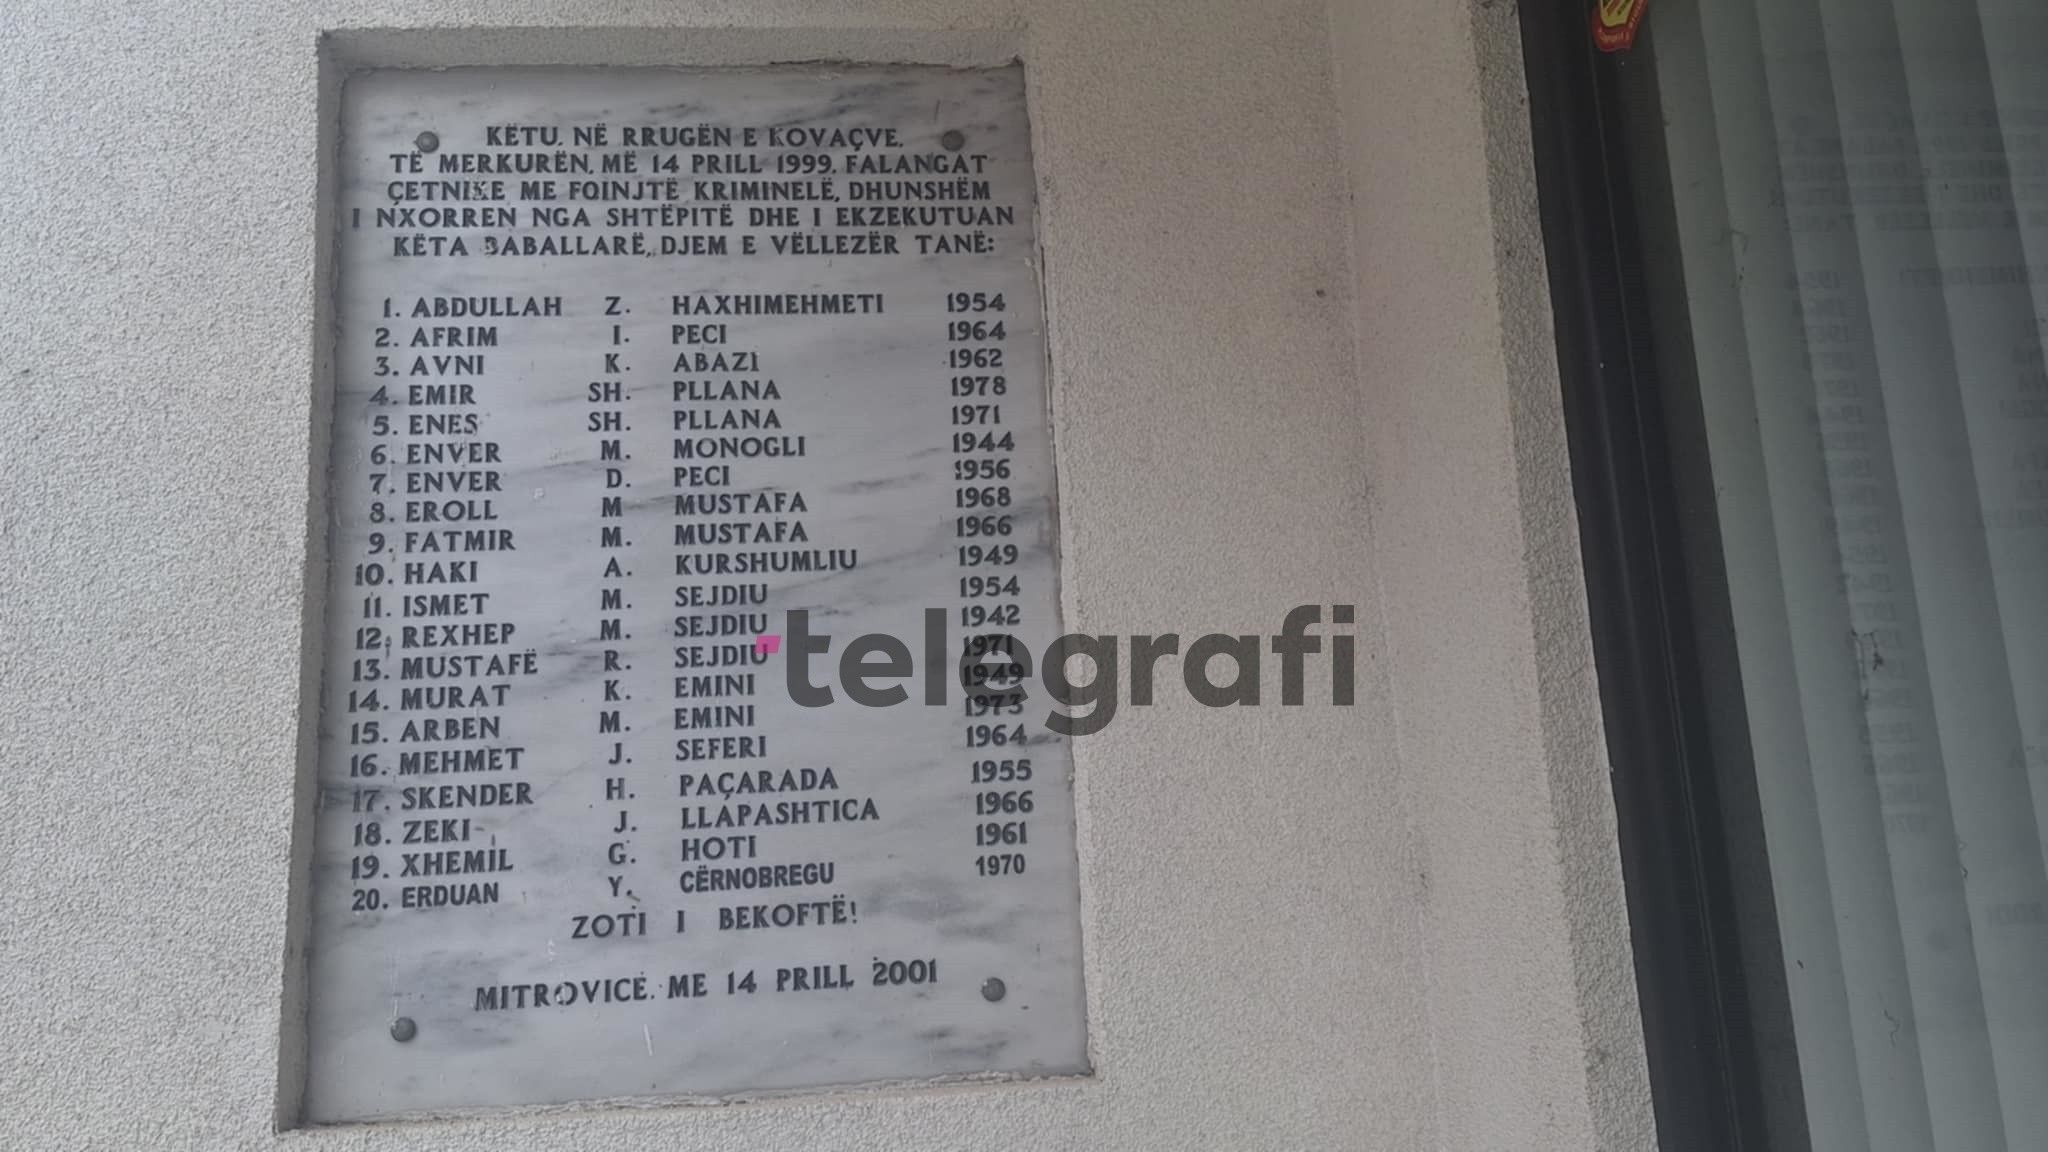 KËTU, NË RRUGËN E KOVAÇVE,
TË MERKURËN, MË 14 PRILL 1999, FALANGAT
ÇETNIKE ME FQINJTË KRIMINELË, DHUNSHËM
I NXORREN NGA SHTËPITË DHE I EKZEKUTUAN
KËTA BABALLARË, DJEM E VËLLEZËR TANË:
1. ABDULLAH Z. HAXHIMEHMETI 1954
2. AFRIM I. PECI 1964
3. AVNI K. ABAZI 1962
4. EMIR SH. PLLANA 1978
5. ENES SH. PLLANA 1971
6. ENVER M. MONOGLI 1944
7. ENVER D. PECI 1956
8. EROLL M MUSTAFA 1968
9. FATMIR M. MUSTAFA 1966
10. HAKI A. KURSHUMLIU 1949
11. ISMET M. SEJDIU 1954
12. REXHEP M. SEJDIU 1942
13. MUSTAFË R. SEJDIU 1971
14. MURAT K. EMINI 1949
15. ARBEN M. EMINI 1973
16. MEHMET J. SEFERI 1964
17. SKENDER H. PAÇARADA 1955
18. ZEKI J. LLAPASHTICA 1966
19. XHEMIL G. HOTI 1961
20. ERDUAN Y. CËRNOBREGU 1970
ZOTI I BEKOFTË!
MITROVICË, ME 14 PRILL 2001
telegrafi